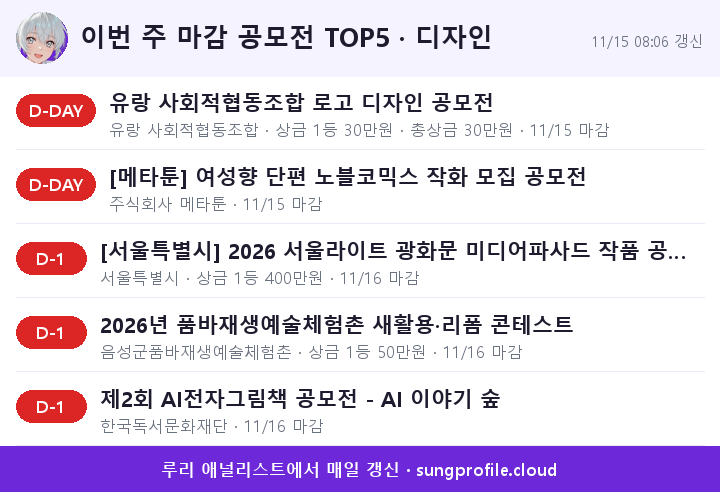 이번 주 마감 공모전 TOP5 · 디자인
11/15 08:06 갱신
D-DAY
유랑 사회적협동조합 로고 디자인 공모전
유랑 사회적협동조합 · 상금 1등 30만원 · 총상금 30만원 · 11/15 마감
D-DAY
[메타툰] 여성향 단편 노블코믹스 작화 모집 공모전
주식회사 메타툰 · 11/15 마감
D-1
[서울특별시] 2026 서울라이트 광화문 미디어파사드 작품 공...
서울특별시 · 상금 1등 400만원 · 11/16 마감
D-1
2026년 품바재생예술체험촌 새활용·리폼 콘테스트
음성군품바재생예술체험촌 · 상금 1등 50만원 · 11/16 마감
D-1
제2회 AI전자그림책 공모전 - AI 이야기 숲
한국독서문화재단 · 11/16 마감
루리 애널리스트에서 매일 갱신 · sungprofile.cloud